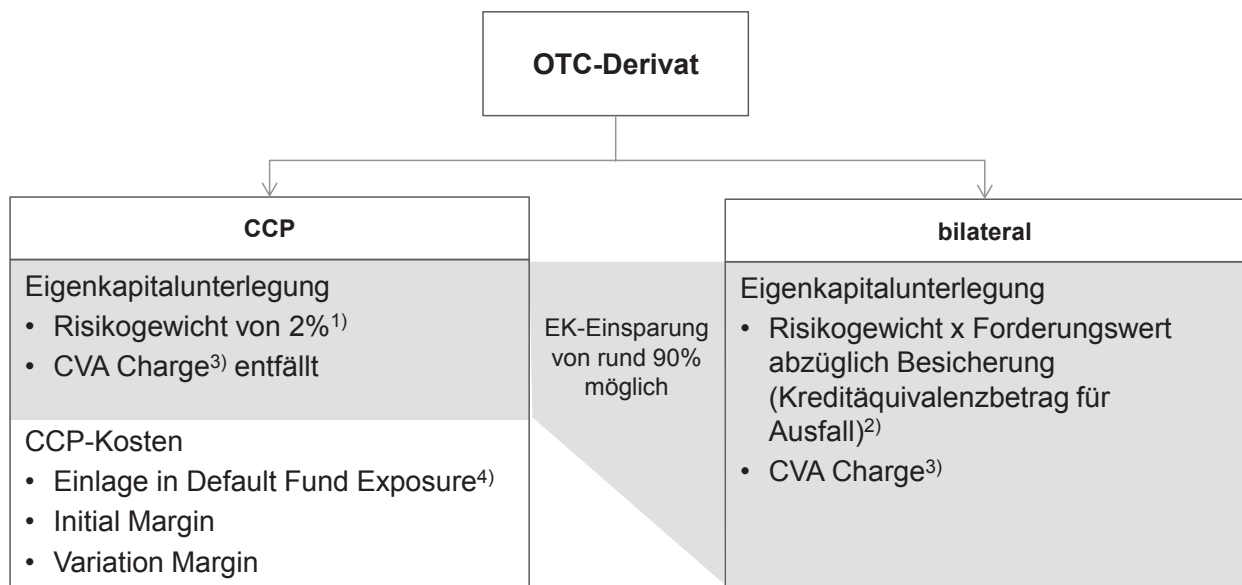 OTC-Derivat
CCP
Eigenkapitalunterlegung
• Risikogewicht von 2%1)
• CVA Charge3) entfällt
CCP-Kosten
• Einlage in Default Fund Exposure4)
• Initial Margin
• Variation Margin
EK-Einsparung
von rund 90%
möglich
bilateral
Eigenkapitalunterlegung
• Risikogewicht x Forderungswert
abzüglich Besicherung
(Kreditäquivalenzbetrag für
Ausfall)2)
• CVA Charge3)